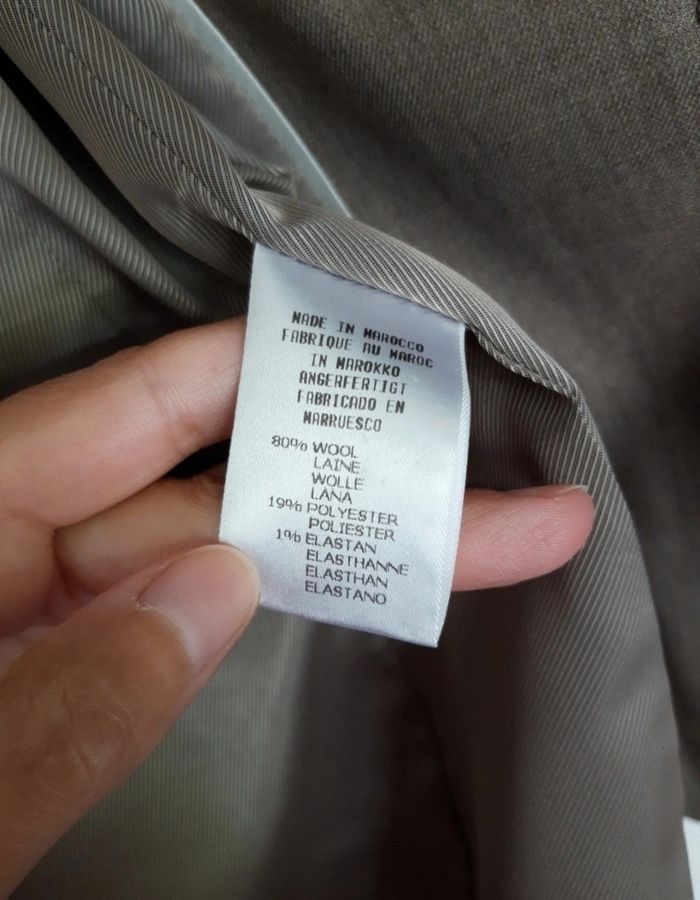 MADE IN MAROCCO
FABRIQUE AU MAROC
IN MAROKKO
ANGERFERTIGT
FABRICADO EN
MARRUESCO
80% WOOL
LAINE
WOLLE
LANA
19% POLYESTER
POLIESTER
1% ELASTAN
ELASTHANNE
ELASTHAN
ELASTANO